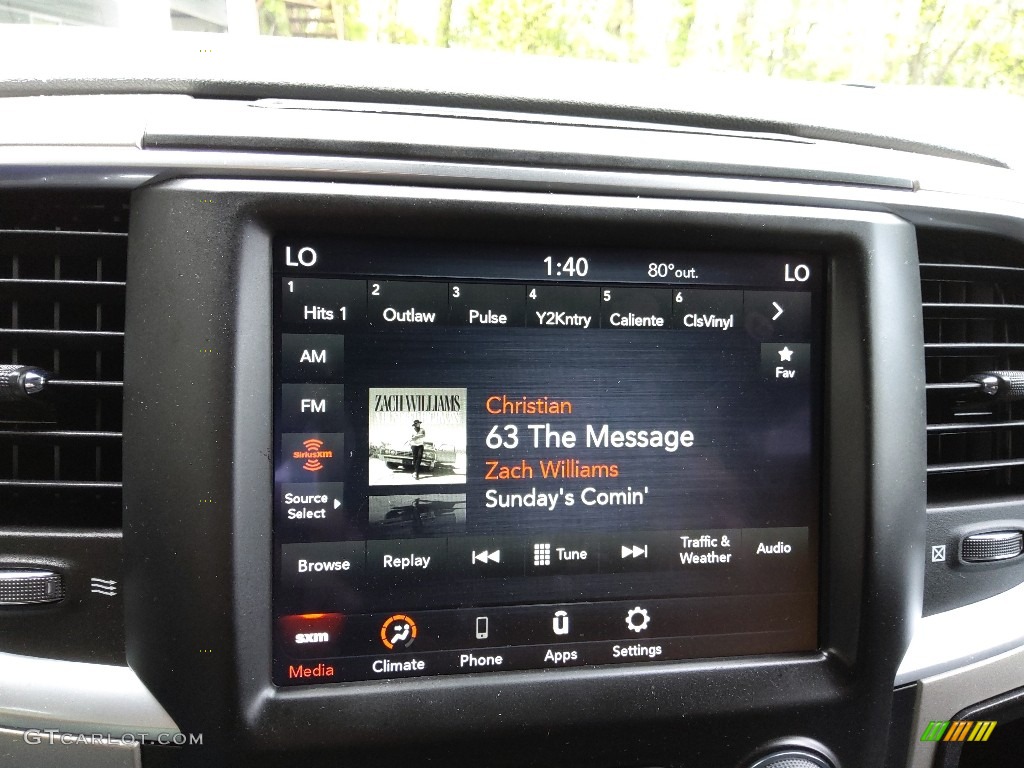 LO 1:40 80°out. LO
1 2 3 4 5 6
Hits 1 Outlaw Pulse Y2Kntry Caliente ClsVinyl
AM
Fav
FM
ZACH WILLIAMS
Christian
63 The Message
SiriusXM
Zach Williams
Source
Select
Sunday's Comin'
Browse Replay Tune Traffic & Audio
Weather
sxm
Media Climate Phone Apps Settings
GTCARLOT.COM